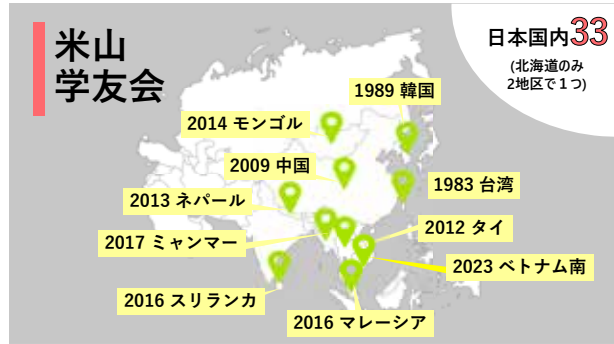 米山
学友会
日本国内33
(北海道のみ
2地区で1つ)
1989 韓国
2014 モンゴル
2009 中国
1983 台湾
2013 ネパール
2012 タイ
2017 ミャンマー
2023 ベトナム南
2016 スリランカ
2016 マレーシア